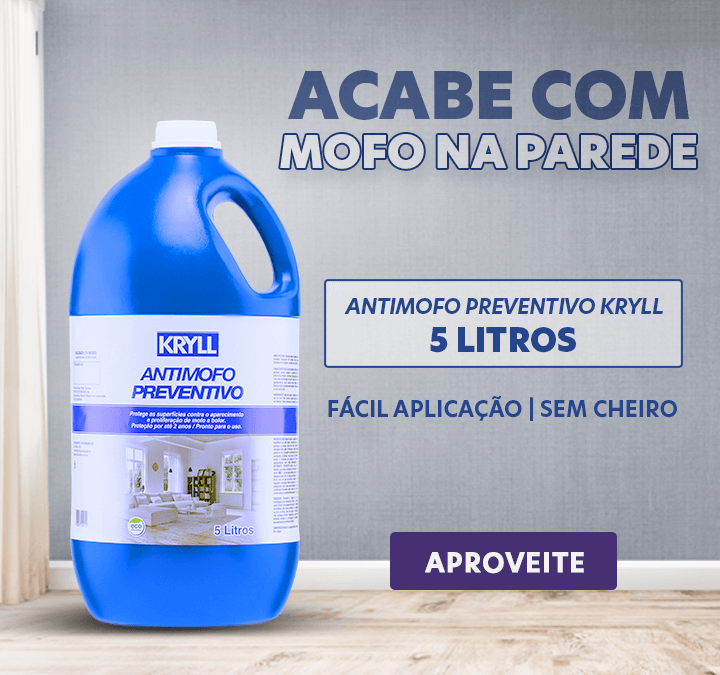 ACABE COM
MOFO NA PAREDE
ANTIMOFO PREVENTIVO KRYLL
5 LITROS
FÁCIL APLICAÇÃO | SEM CHEIRO
APROVEITE
KRYLL
ANTIMOFO
PREVENTIVO
Protege as superfícies contra o aparecimento
e proliferação de mofo e bolor.
Proteção por até 2 anos / Pronto para o uso.
eco
5 Litros